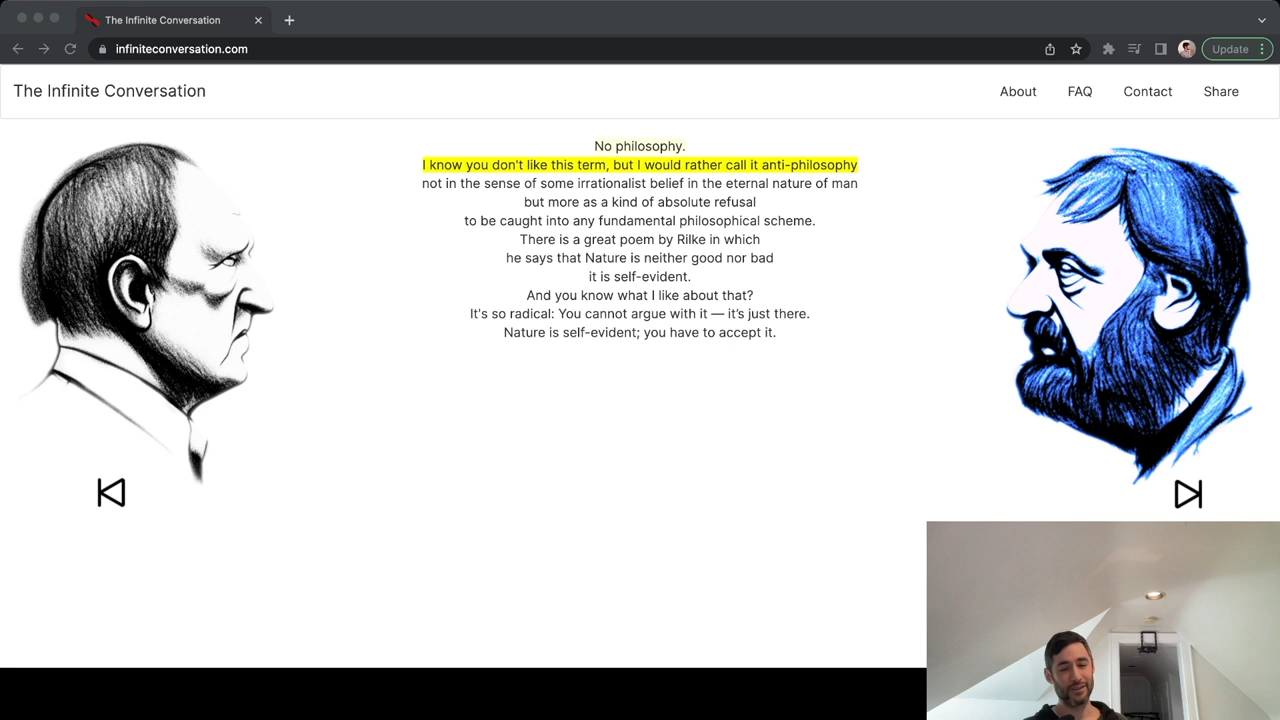 The Infinite Conversation
infiniteconversation.com
Update
The Infinite Conversation
About
FAQ
Contact
Share
No philosophy.
I know you don't like this term, but I would rather call it anti-philosophy
not in the sense of some irrationalist belief in the eternal nature of man
but more as a kind of absolute refusal
to be caught into any fundamental philosophical scheme.
There is a great poem by Rilke in which
he says that Nature is neither good nor bad
it is self-evident.
And you know what I like about that?
It's so radical: You cannot argue with it — it’s just there.
Nature is self-evident; you have to accept it.